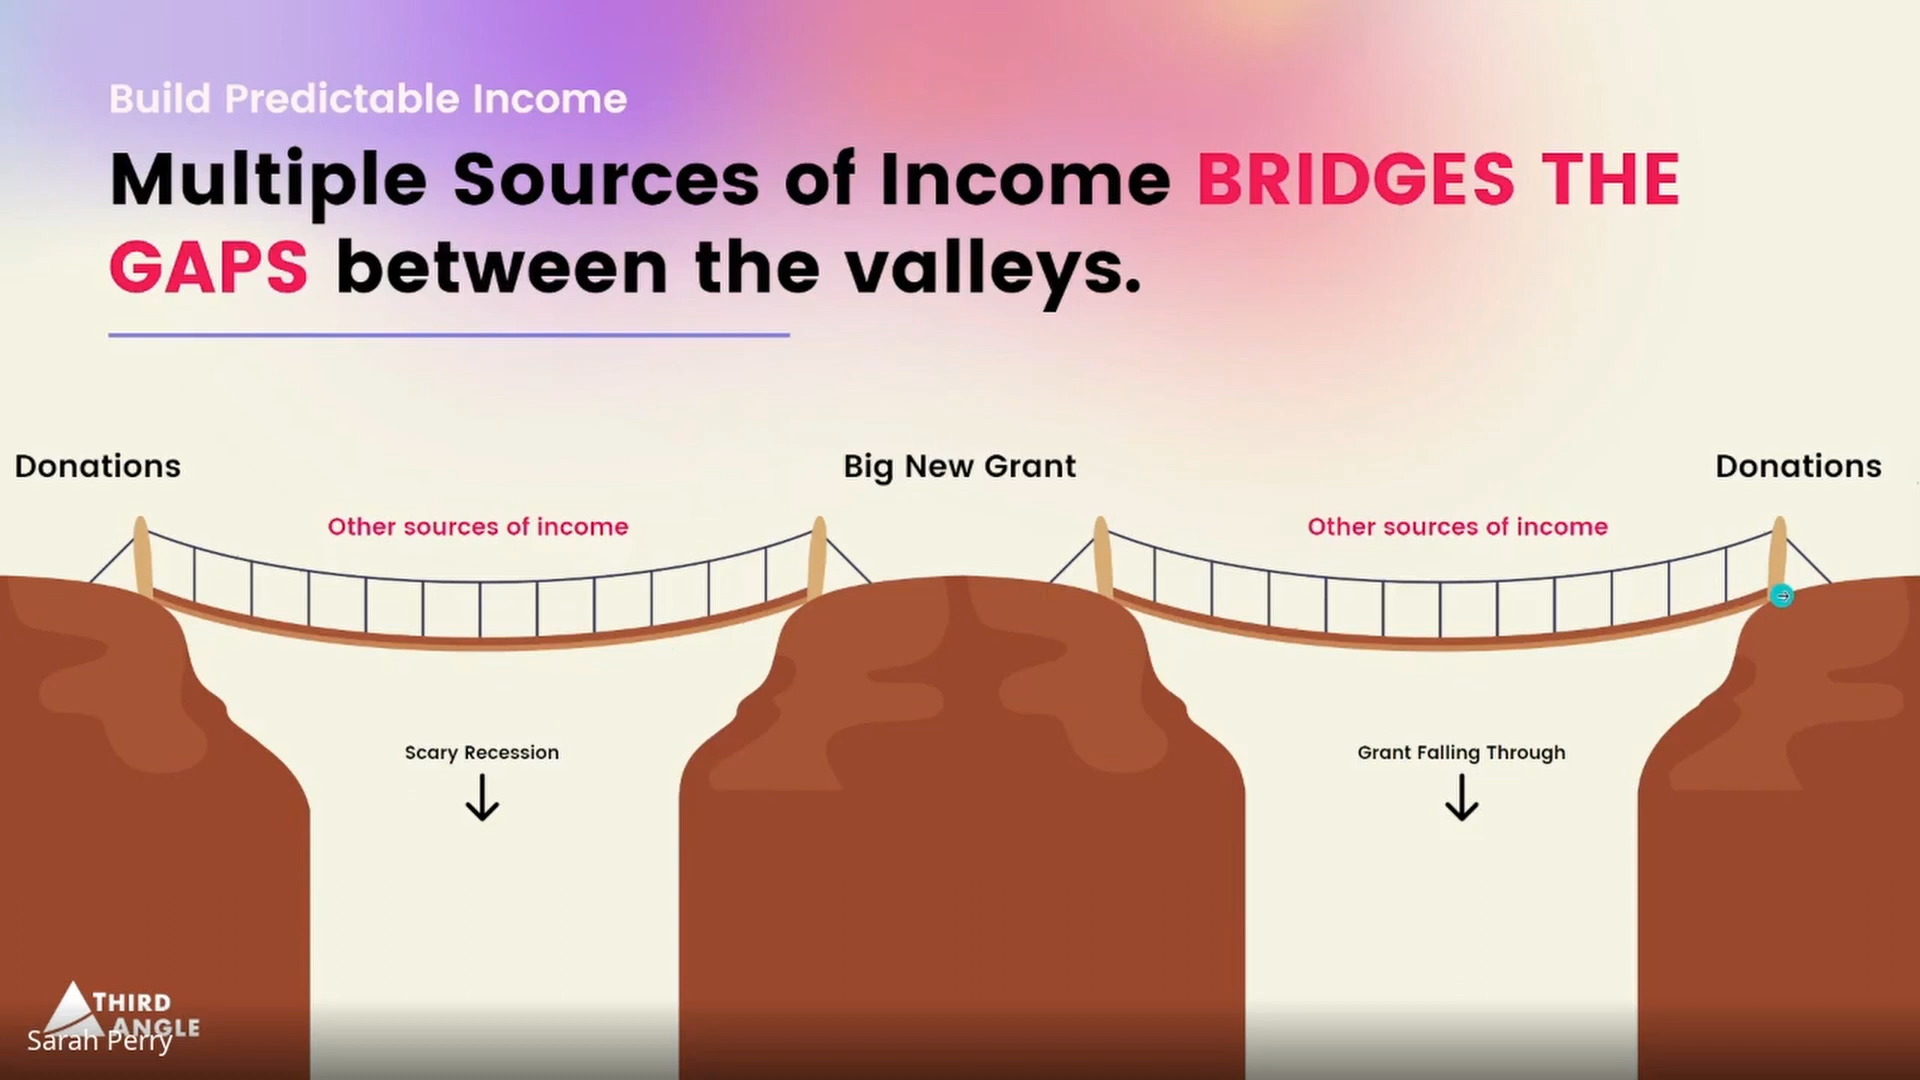 Build Predictable Income
Multiple Sources of Income BRIDGES THE
GAPS between the valleys.
Donations
Big New Grant
Donations
Other sources of income
Other sources of income
Scary Recession
Grant Falling Through
THIRD
ANGLE
Sarah Perry